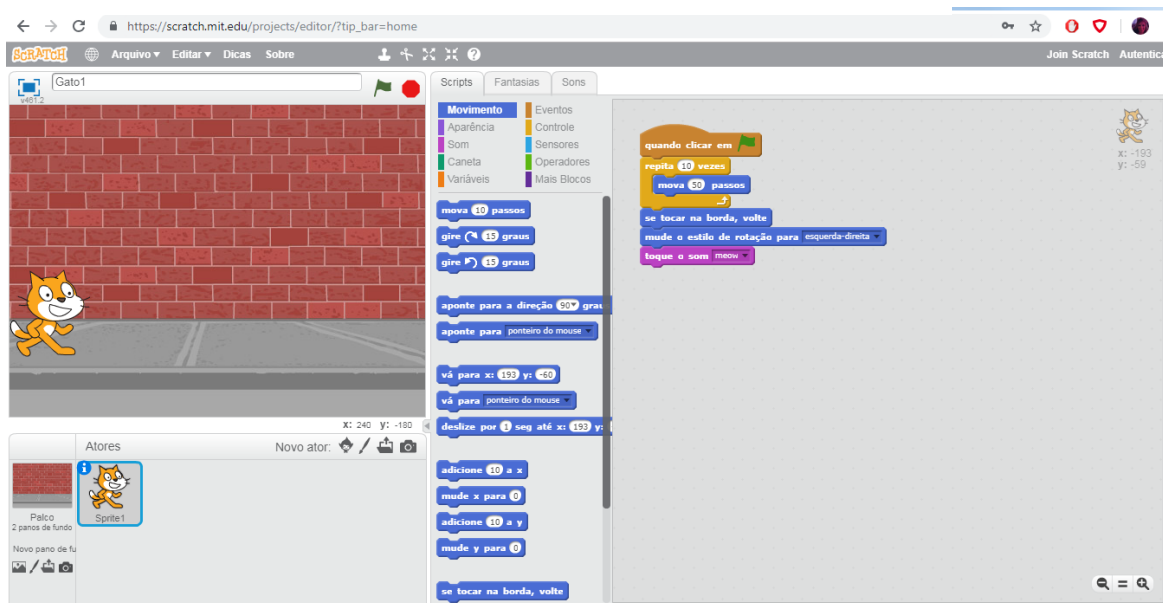 https://scratch.mit.edu/projects/editor/?tip_bar=home
SCRATCH Arquivo Editar Dicas Sobre Join Scratch Autentica
Gato1
v461.2
Scripts Fantasias Sons
Movimento Eventos
Aparência Controle
Som Sensores
Caneta Operadores
Variáveis Mais Blocos
mova 10 passos
gire 15 graus
gire 15 graus
aponte para a direção 90 grau
aponte para ponteiro do mouse
vá para x: 193 y: -60
vá para ponteiro do mouse
deslize por 1 seg até x: 193 y:
adicione 10 a x
mude x para 0
adicione 10 a y
mude y para 0
se tocar na borda, volte
quando clicar em
repita 10 vezes
mova 50 passos
se tocar na borda, volte
mude o estilo de rotação para esquerda-direita
toque o som meow
x: -193
y: -59
X: 240 y: -180
Atores Novo ator:
Palco
2 panos de fundo
Sprite1
Novo pano de fu